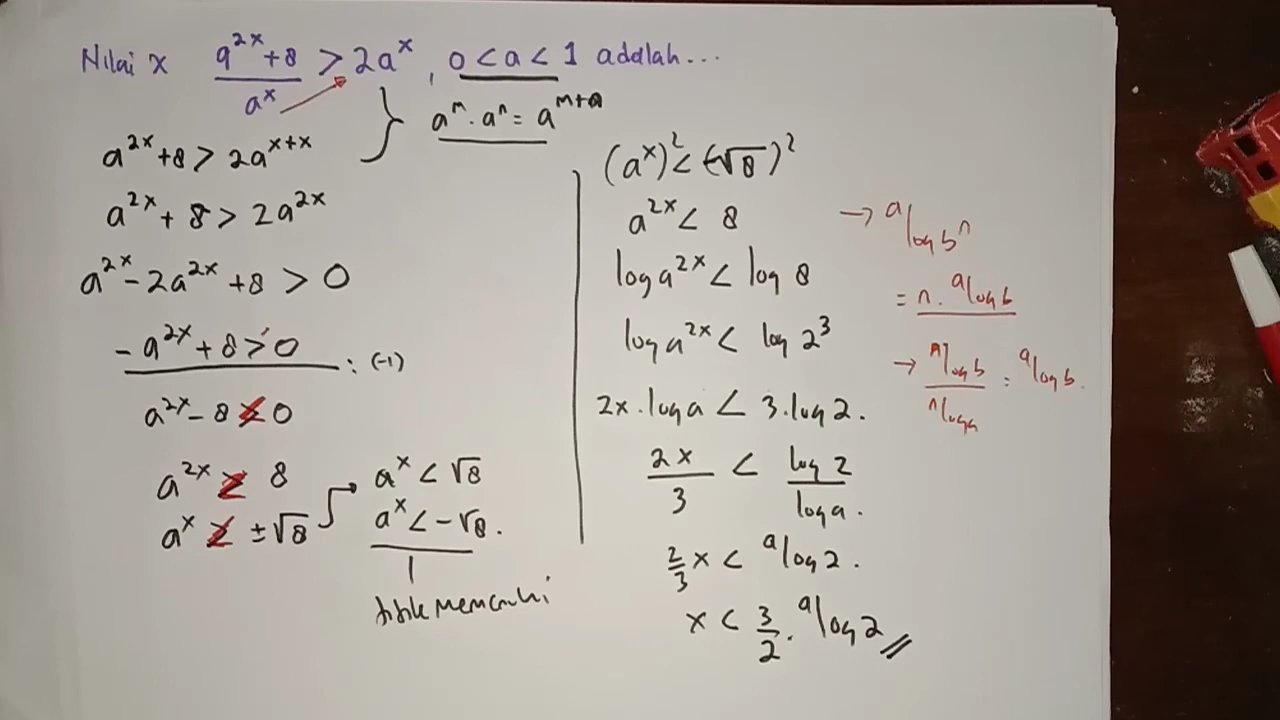 Nilai x a^{2x}+8 / a^x > 2a^x, 0 < a < 1 adalah...
a^m . a^n = a^{m+n}
a^{2x} + 8 > 2a^{x+x}
a^{2x} + 8 > 2a^{2x}
a^{2x} - 2a^{2x} + 8 > 0
- a^{2x} + 8 > 0 : (-1)
a^{2x} - 8 < 0
a^{2x} < 8
a^x < ±√8
a^x < √8
a^x < -√8.
(a^x)^2 < (√8)^2
a^{2x} < 8
log a^{2x} < log 8
log a^{2x} < log 2^3
2x . log a < 3 . log 2.
2x / 3 < log 2 / log a.
2/3 x < ^a log 2.
x < 3/2 . ^a log 2 //
→ ^a log b^n
= n . ^a log b
→ ^n log b / ^n log a = ^a log b.